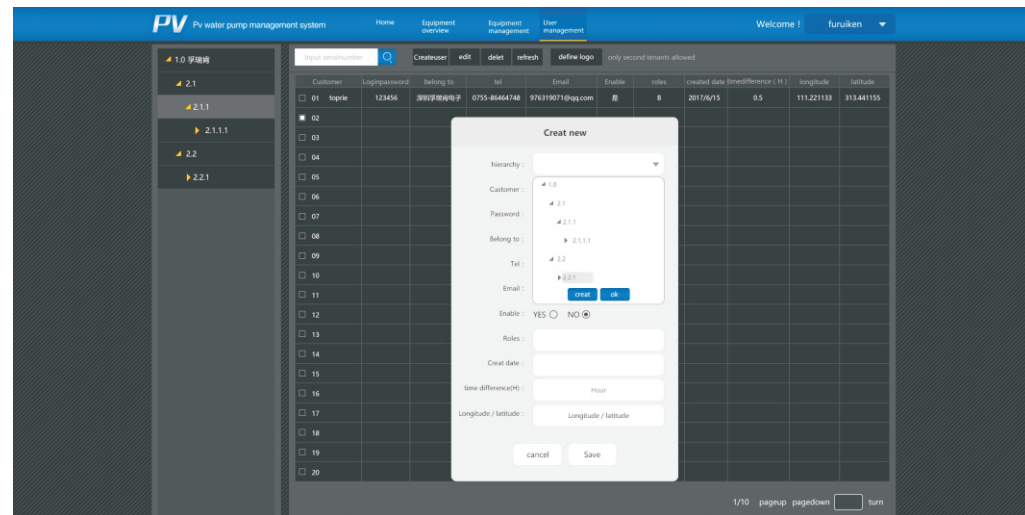 PV Pv water pump management system
Home
Equipment overview
Equipment management
User management
Welcome ! furuiken
1.0 孚瑞肯
2.1
2.1.1
2.1.1.1
2.2
2.2.1
Input serialnumber
Createuser edit delet refresh define logo only second tenants allowed
Customer Loginpassword belong to tel Email Enable roles created date timedifference ( H ) longitude latitude
01 toprie 123456 深圳孚瑞肯电子 0755-86464748 976319071@qq.com 是 8 2017/6/15 0.5 111.221133 313.441155
02
03
04
05
06
07
08
09
10
11
12
13
14
15
16
17
18
19
20
Creat new
hierarchy :
1.0
2.1
2.1.1
2.1.1.1
2.2
2.2.1
creat ok
Customer :
Password :
Belong to :
Tel :
Email :
Enable : YES NO
Roles :
Creat date :
time difference(H) : Hour
Longitude / latitude : Longitude / latitude
cancel Save
1/10 pageup pagedown turn